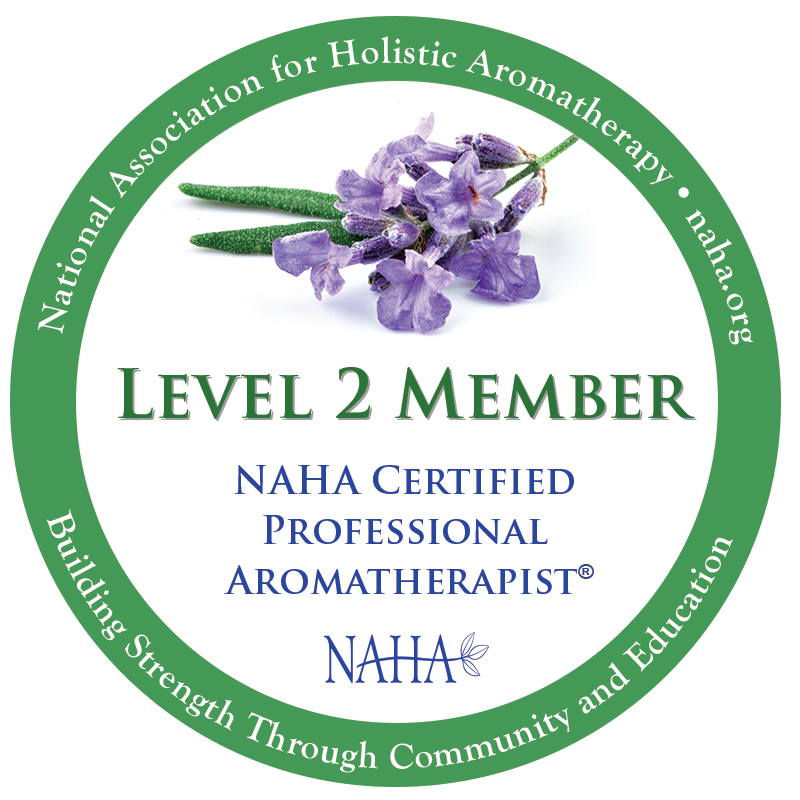 National Association for Holistic Aromatherapy • naha.org
LEVEL 2 MEMBER
NAHA CERTIFIED
PROFESSIONAL
AROMATHERAPIST®
NAHA
Building Strength Through Community and Education